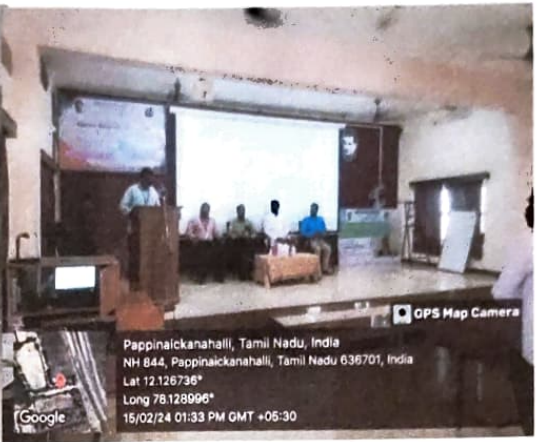 GPS Map Camera
Pappinaickanahalli, Tamil Nadu, India
NH 844, Pappinaickanahalli, Tamil Nadu 636701, India
Lat 12.126736°
Long 78.128996°
15/02/24 01:33 PM GMT +05:30
Google